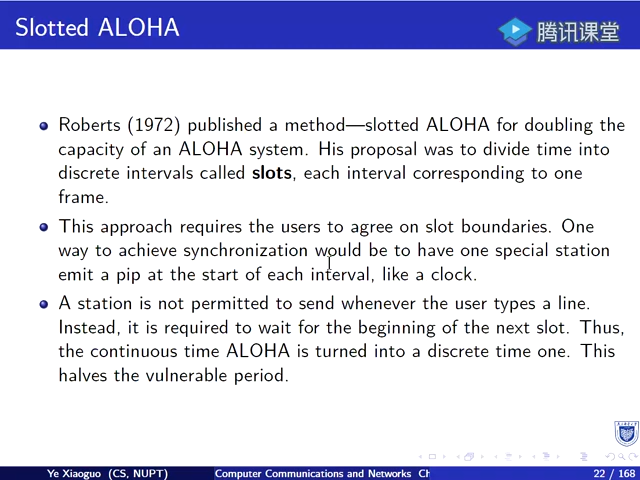 Slotted ALOHA
腾讯课堂
Roberts (1972) published a method—slotted ALOHA for doubling the
capacity of an ALOHA system. His proposal was to divide time into
discrete intervals called slots, each interval corresponding to one
frame.
This approach requires the users to agree on slot boundaries. One
way to achieve synchronization would be to have one special station
emit a pip at the start of each interval, like a clock.
A station is not permitted to send whenever the user types a line.
Instead, it is required to wait for the beginning of the next slot. Thus,
the continuous time ALOHA is turned into a discrete time one. This
halves the vulnerable period.
Ye Xiaoguo (CS, NUPT) Computer Communications and Networks Ch 22 / 168